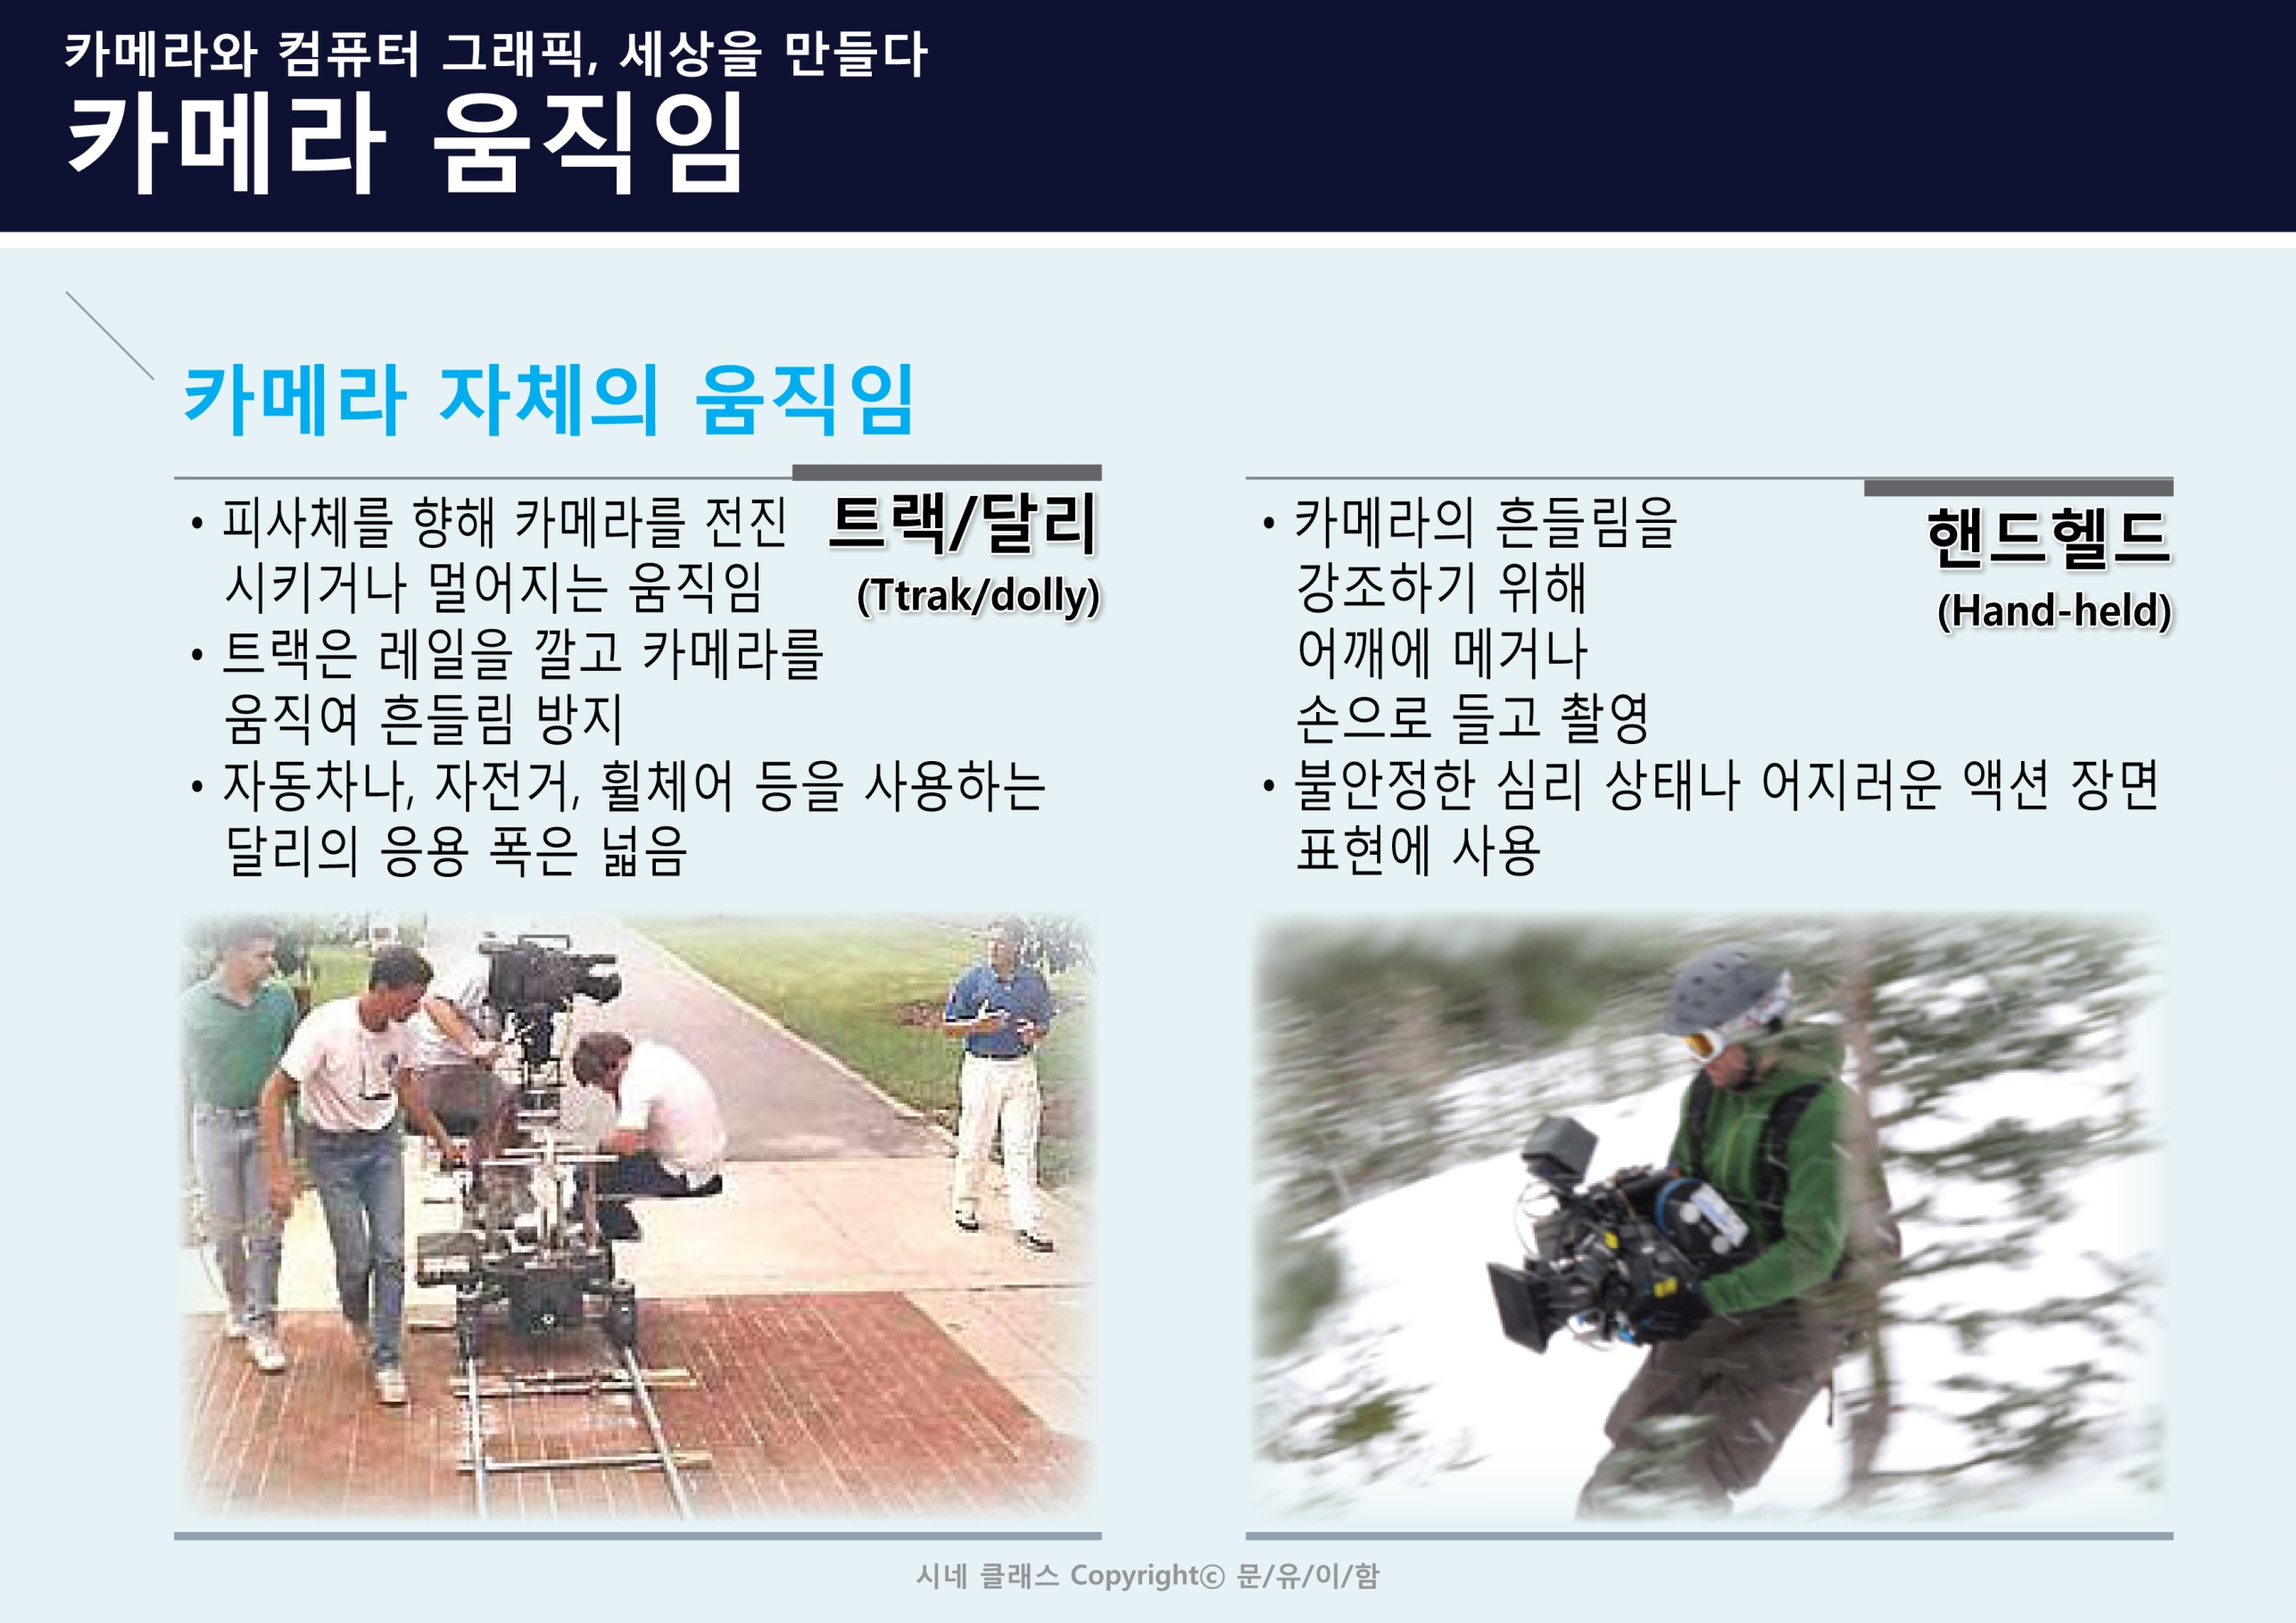 카메라와 컴퓨터 그래픽, 세상을 만들다
카메라 움직임
카메라 자체의 움직임
트랙/달리
(Ttrak/dolly)
• 피사체를 향해 카메라를 전진
시키거나 멀어지는 움직임
• 트랙은 레일을 깔고 카메라를
움직여 흔들림 방지
• 자동차나, 자전거, 휠체어 등을 사용하는
달리의 응용 폭은 넓음
핸드헬드
(Hand-held)
• 카메라의 흔들림을
강조하기 위해
어깨에 메거나
손으로 들고 촬영
• 불안정한 심리 상태나 어지러운 액션 장면
표현에 사용
시네 클래스 Copyright© 문/유/이/함